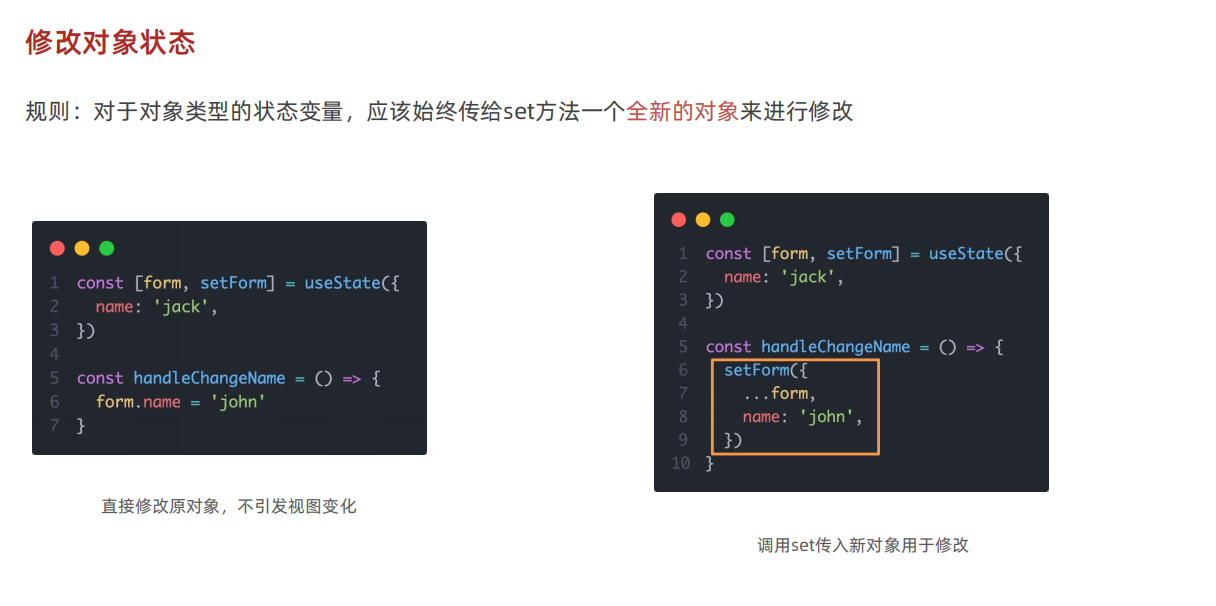 修改对象状态
规则：对于对象类型的状态变量，应该始终传给set方法一个全新的对象来进行修改
1 const [form, setForm] = useState({
2   name: 'jack',
3 })
4
5 const handleChangeName = () => {
6   form.name = 'john'
7 }
直接修改原对象，不引发视图变化
1 const [form, setForm] = useState({
2   name: 'jack',
3 })
4
5 const handleChangeName = () => {
6   setForm({
7     ...form,
8     name: 'john',
9   })
10 }
调用set传入新对象用于修改